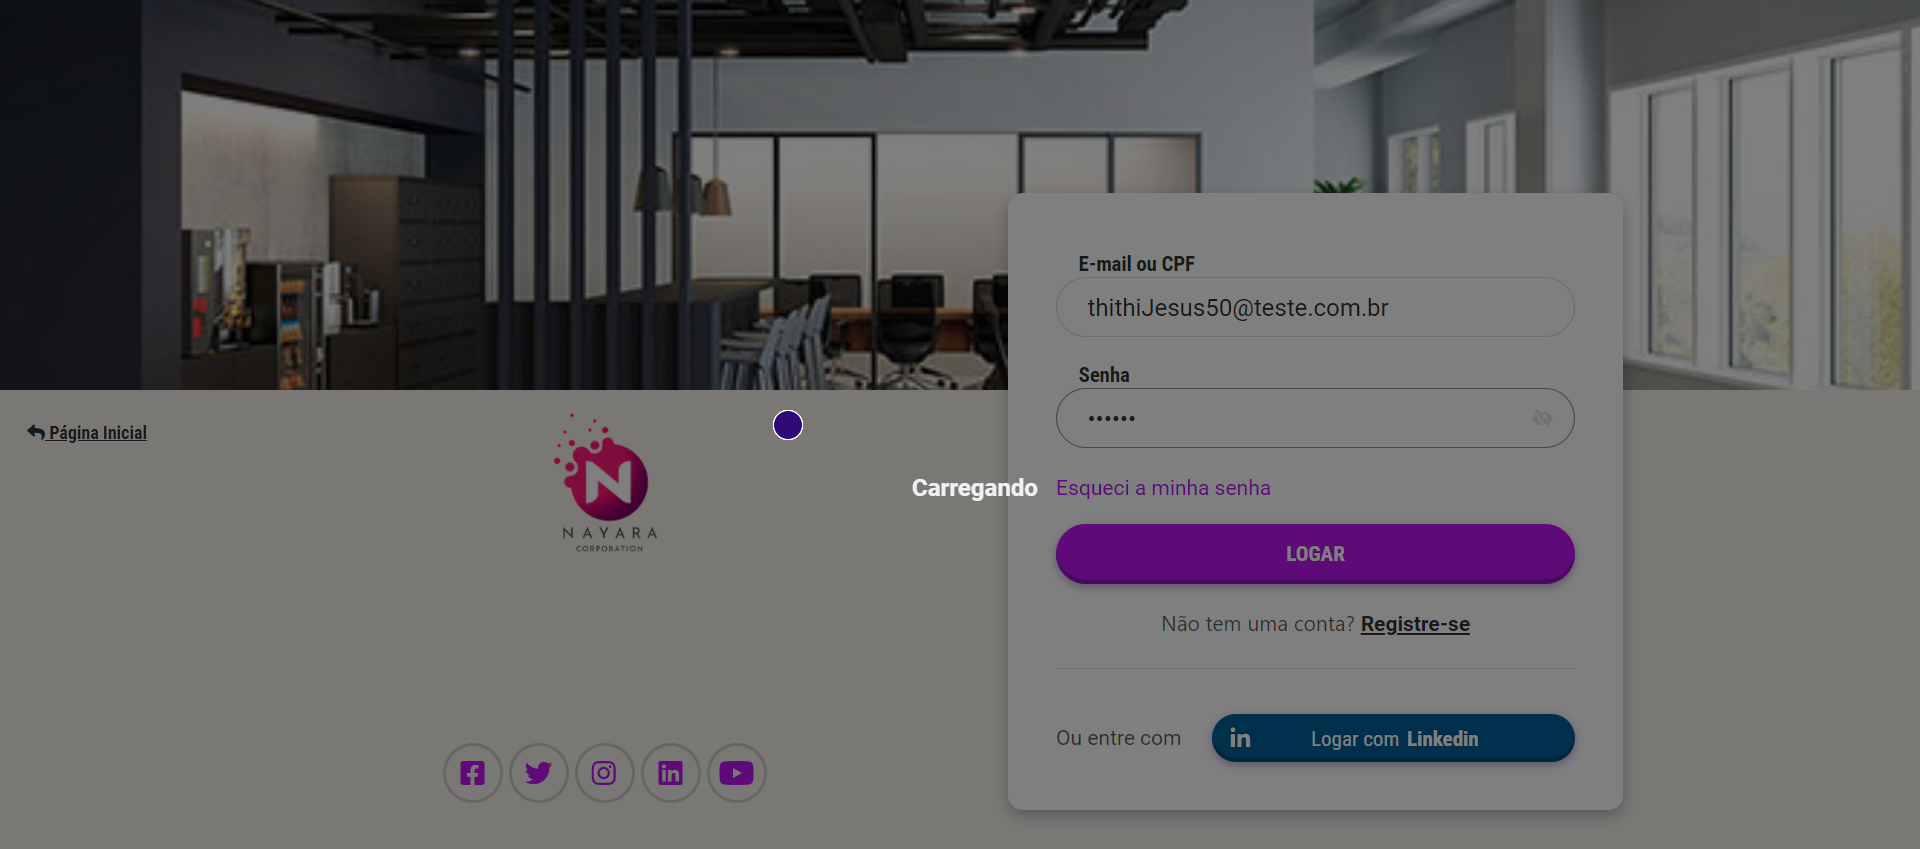 E-mail ou CPF
thithiJesus50@teste.com.br
Senha
••••••
Página Inicial
N
NAYARA
CORPORATION
Carregando
Esqueci a minha senha
LOGAR
Não tem uma conta? Registre-se
Ou entre com
in Logar com Linkedin